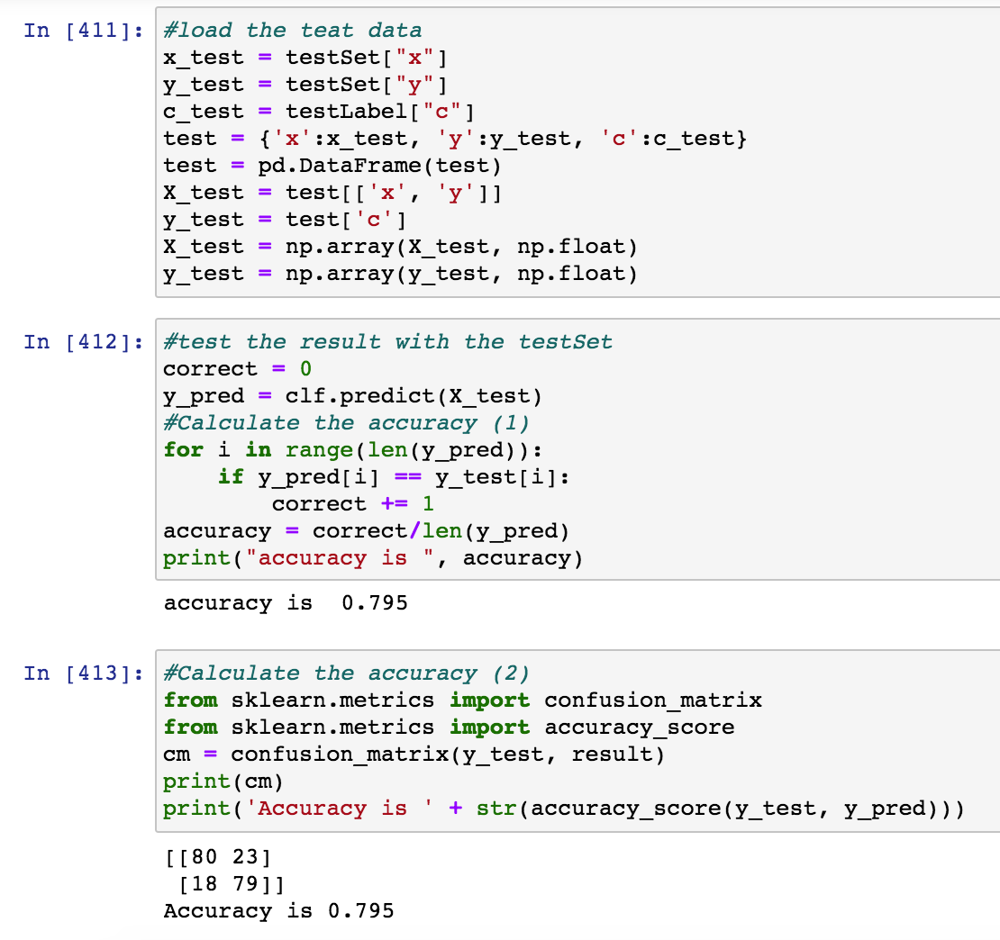 In [411]:
#load the teat data
x_test = testSet["x"]
y_test = testSet["y"]
c_test = testLabel["c"]
test = {'x':x_test, 'y':y_test, 'c':c_test}
test = pd.DataFrame(test)
X_test = test[['x', 'y']]
y_test = test['c']
X_test = np.array(X_test, np.float)
y_test = np.array(y_test, np.float)
In [412]:
#test the result with the testSet
correct = 0
y_pred = clf.predict(X_test)
#Calculate the accuracy (1)
for i in range(len(y_pred)):
    if y_pred[i] == y_test[i]:
        correct += 1
accuracy = correct/len(y_pred)
print("accuracy is ", accuracy)
accuracy is  0.795
In [413]:
#Calculate the accuracy (2)
from sklearn.metrics import confusion_matrix
from sklearn.metrics import accuracy_score
cm = confusion_matrix(y_test, result)
print(cm)
print('Accuracy is ' + str(accuracy_score(y_test, y_pred)))
[[80 23]
 [18 79]]
Accuracy is 0.795